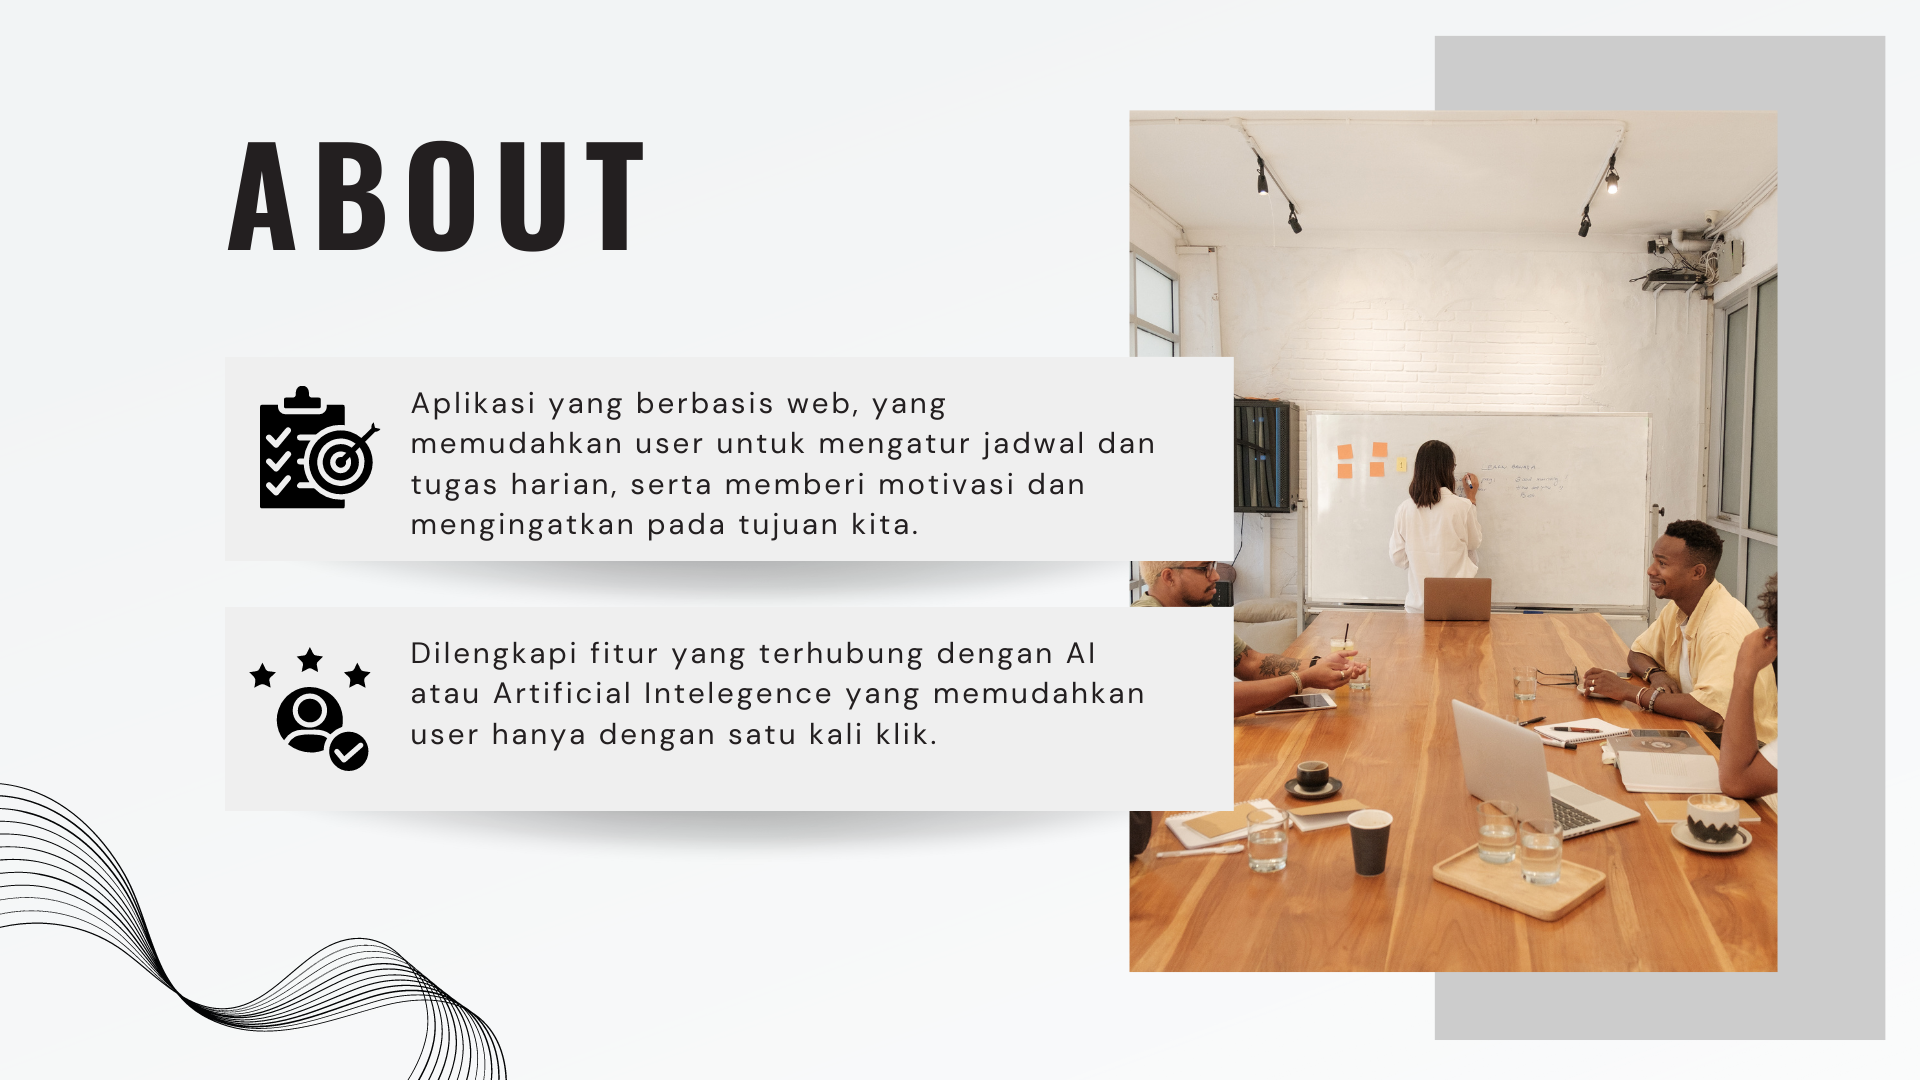 ABOUT
Aplikasi yang berbasis web, yang
memudahkan user untuk mengatur jadwal dan
tugas harian, serta memberi motivasi dan
mengingatkan pada tujuan kita.
Dilengkapi fitur yang terhubung dengan AI
atau Artificial Intelegence yang memudahkan
user hanya dengan satu kali klik.